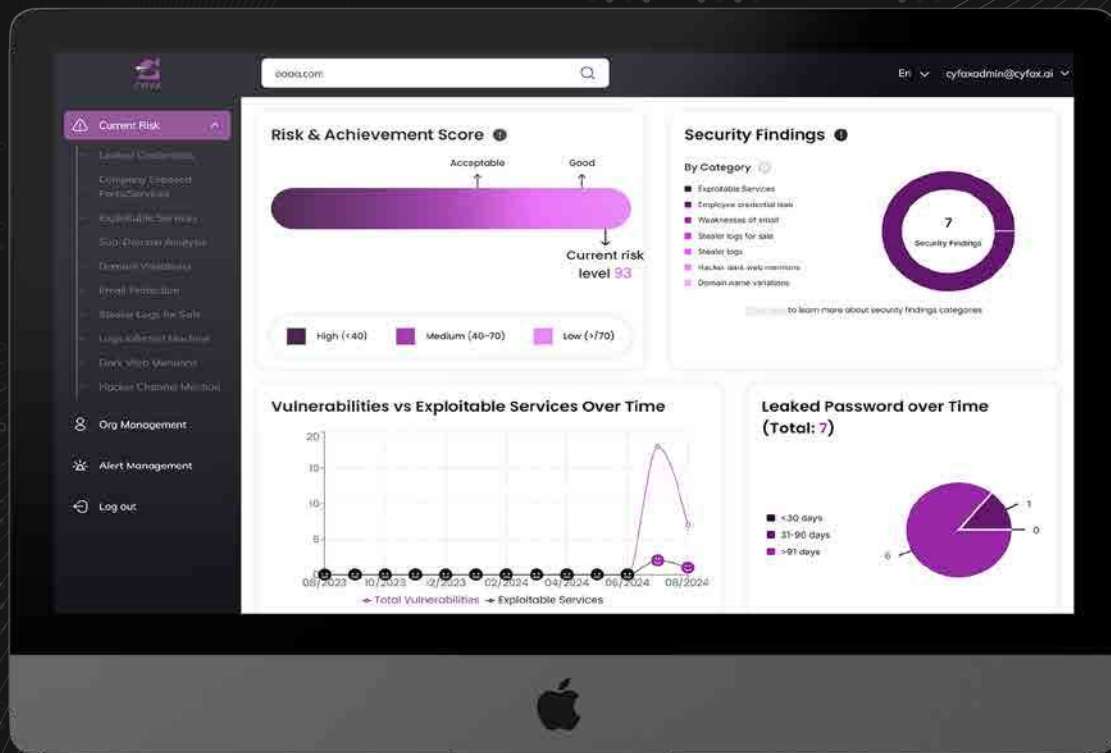 En
cyfoxadmin@cyfox.ai
Current Risk
Leaked Credentials
Company Exposed
Ports/Services
Exploitable Services
Sub-Domain Analysis
Domain Variations
Email Protection
Stealer Logs for Sale
Logs Infected Machine
Dark Web Mentions
Hacker Channel Mention
Org Management
Alert Management
Log out
Risk & Achievement Score
Acceptable
Good
Current risk
level 93
High (<40)
Medium (40-70)
Low (>/70)
Security Findings
By Category
Exploitable Services
Employee credential leak
Weaknesses of email
Stealer logs for sale
Stealer logs
Hacker dark web mentions
Domain name variations
7
Security Findings
to learn more about security findings categories
Vulnerabilities vs Exploitable Services Over Time
20
10
10
5
0
08/2023
10/2023
12/2023
02/2024
04/2024
06/2024
08/2024
Total Vulnerabilities
Exploitable Services
Leaked Password over Time
(Total: 7)
<30 days
31-90 days
>91 days
1
0
6